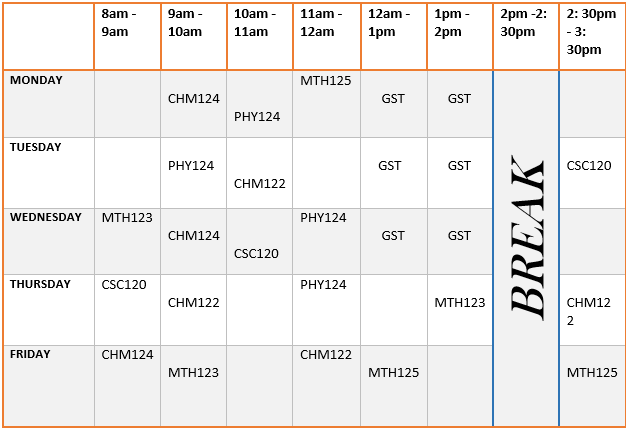 8am - 9am 9am - 10am 10am - 11am 11am - 12am 12am - 1pm 1pm - 2pm 2pm -2: 30pm 2: 30pm - 3: 30pm
MONDAY CHM124 PHY124 MTH125 GST GST
TUESDAY PHY124 CHM122 GST GST CSC120
WEDNESDAY MTH123 CHM124 CSC120 PHY124 GST GST
THURSDAY CSC120 CHM122 PHY124 MTH123 CHM122
FRIDAY CHM124 MTH123 CHM122 MTH125 MTH125
BREAK